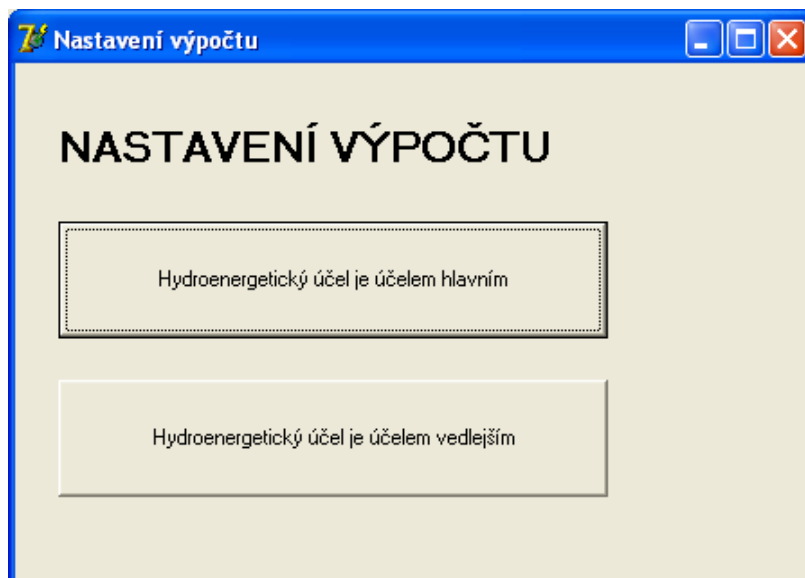 Nastavení výpočtu
NASTAVENÍ VÝPOČTU
Hydroenergetický účel je účelem hlavním
Hydroenergetický účel je účelem vedlejším